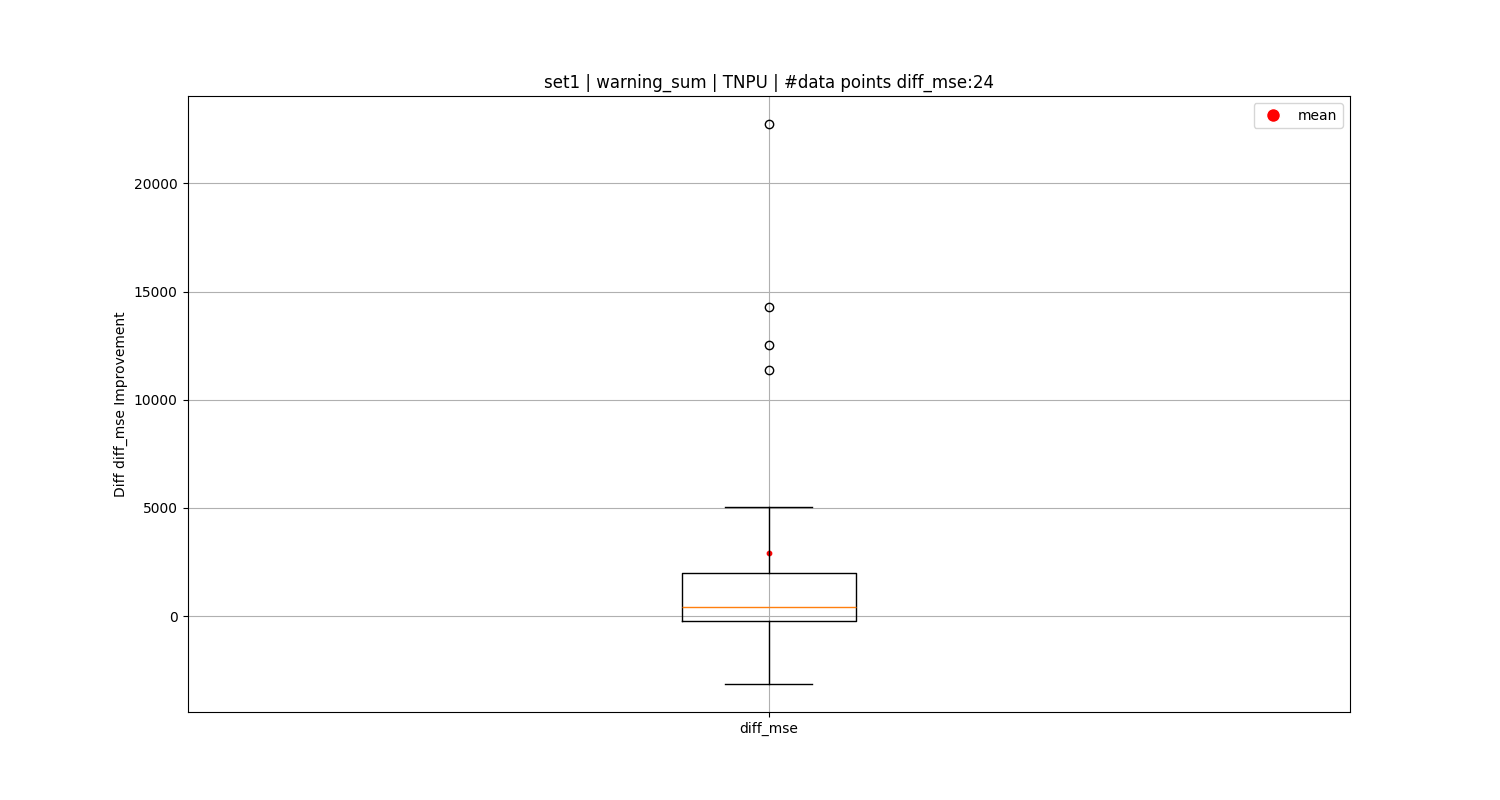 set1 | warning_sum | TNPU | #data points diff_mse:24
mean
20000
15000
10000
5000
0
Diff diff_mse Improvement
diff_mse